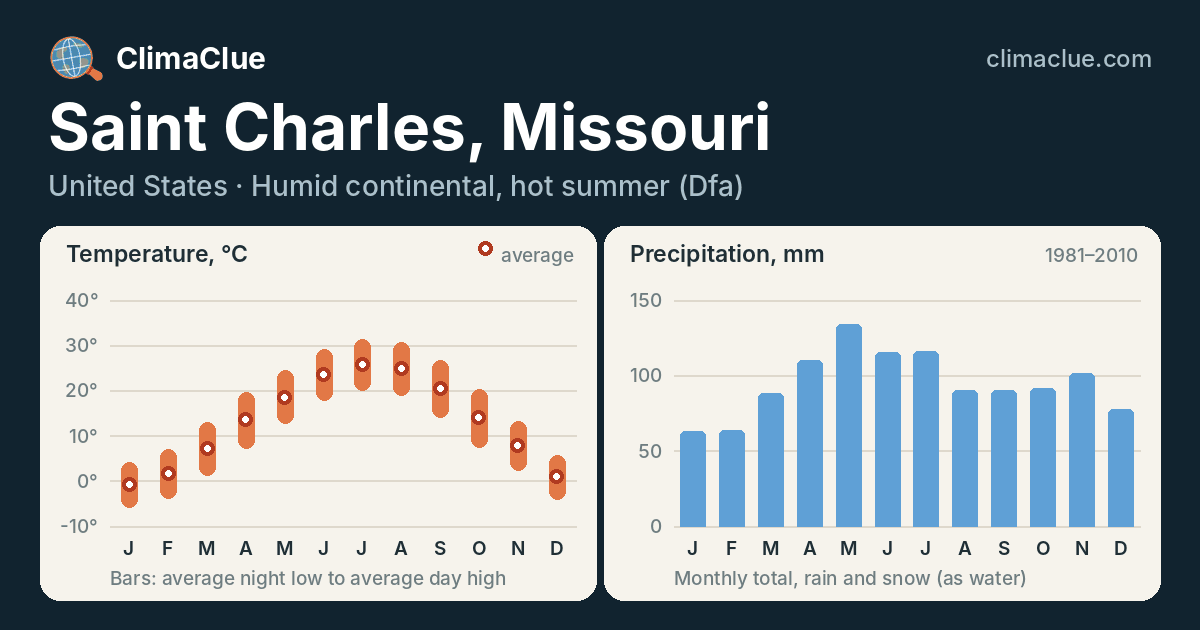 ClimaClue
climaclue.com
Saint Charles, Missouri
United States · Humid continental, hot summer (Dfa)
Temperature, °C
average
40°
30°
20°
10°
0°
-10°
J F M A M J J A S O N D
Bars: average night low to average day high
Precipitation, mm
1981–2010
150
100
50
0
J F M A M J J A S O N D
Monthly total, rain and snow (as water)